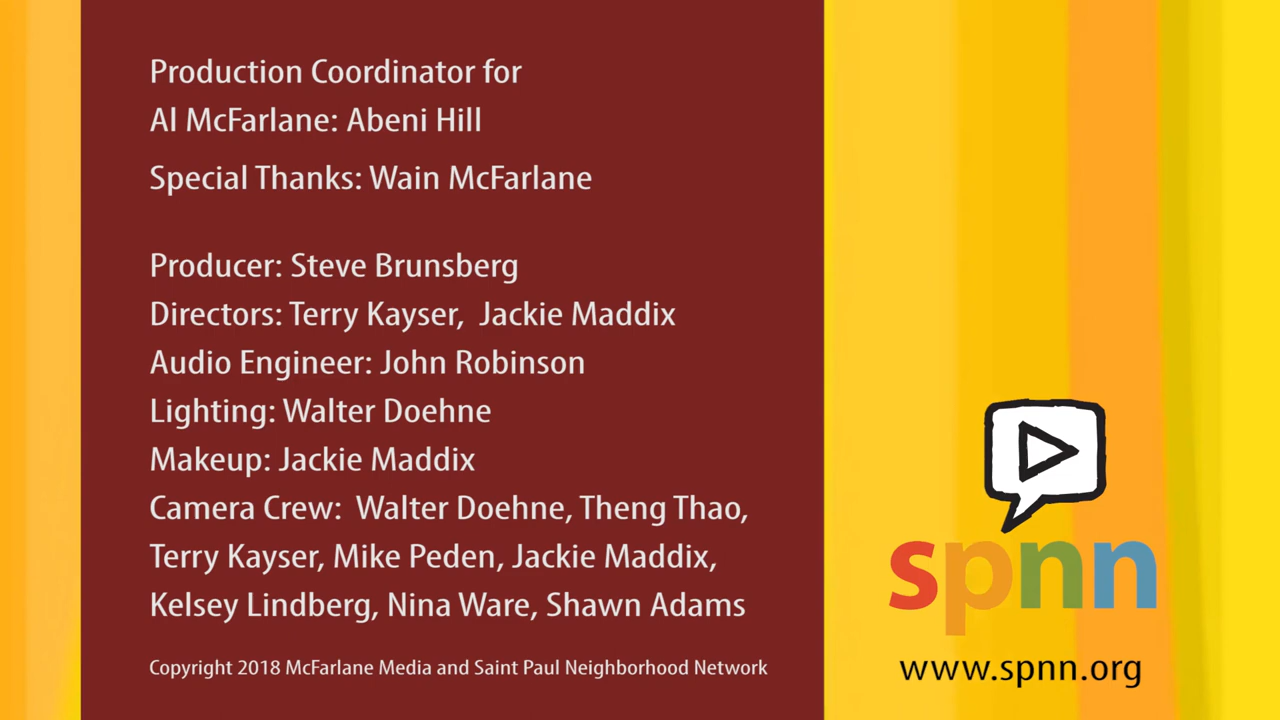 Production Coordinator for
Al McFarlane: Abeni Hill
Special Thanks: Wain McFarlane
Producer: Steve Brunsberg
Directors: Terry Kayser,  Jackie Maddix
Audio Engineer: John Robinson
Lighting: Walter Doehne
Makeup: Jackie Maddix
Camera Crew:  Walter Doehne, Theng Thao,
Terry Kayser, Mike Peden, Jackie Maddix,
Kelsey Lindberg, Nina Ware, Shawn Adams
Copyright 2018 McFarlane Media and Saint Paul Neighborhood Network
spnn
www.spnn.org